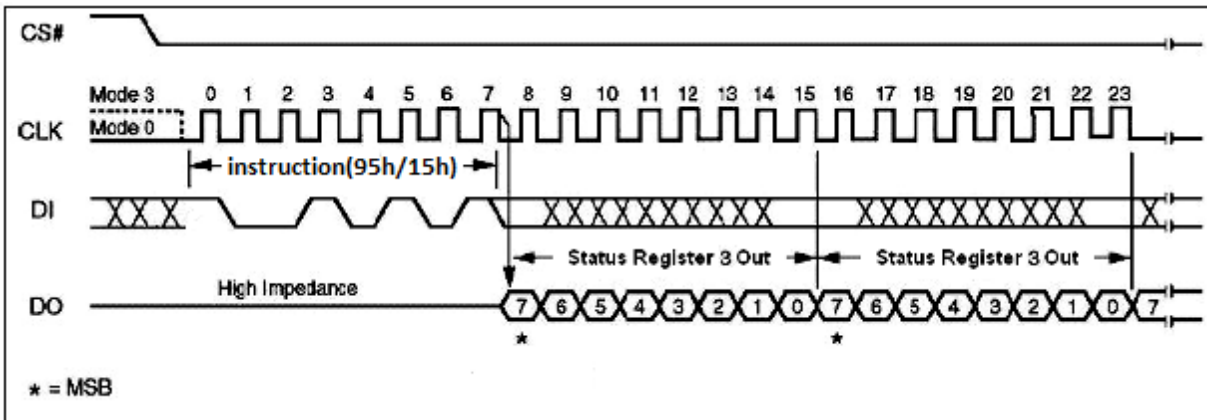 CS#
Mode 3
0 1 2 3 4 5 6 7 8 9 10 11 12 13 14 15 16 17 18 19 20 21 22 23
CLK
Mode 0
instruction(95h/15h)
DI
Status Register 3 Out Status Register 3 Out
High Impedance
DO
7 6 5 4 3 2 1 0 7 6 5 4 3 2 1 0 7
* *
* = MSB